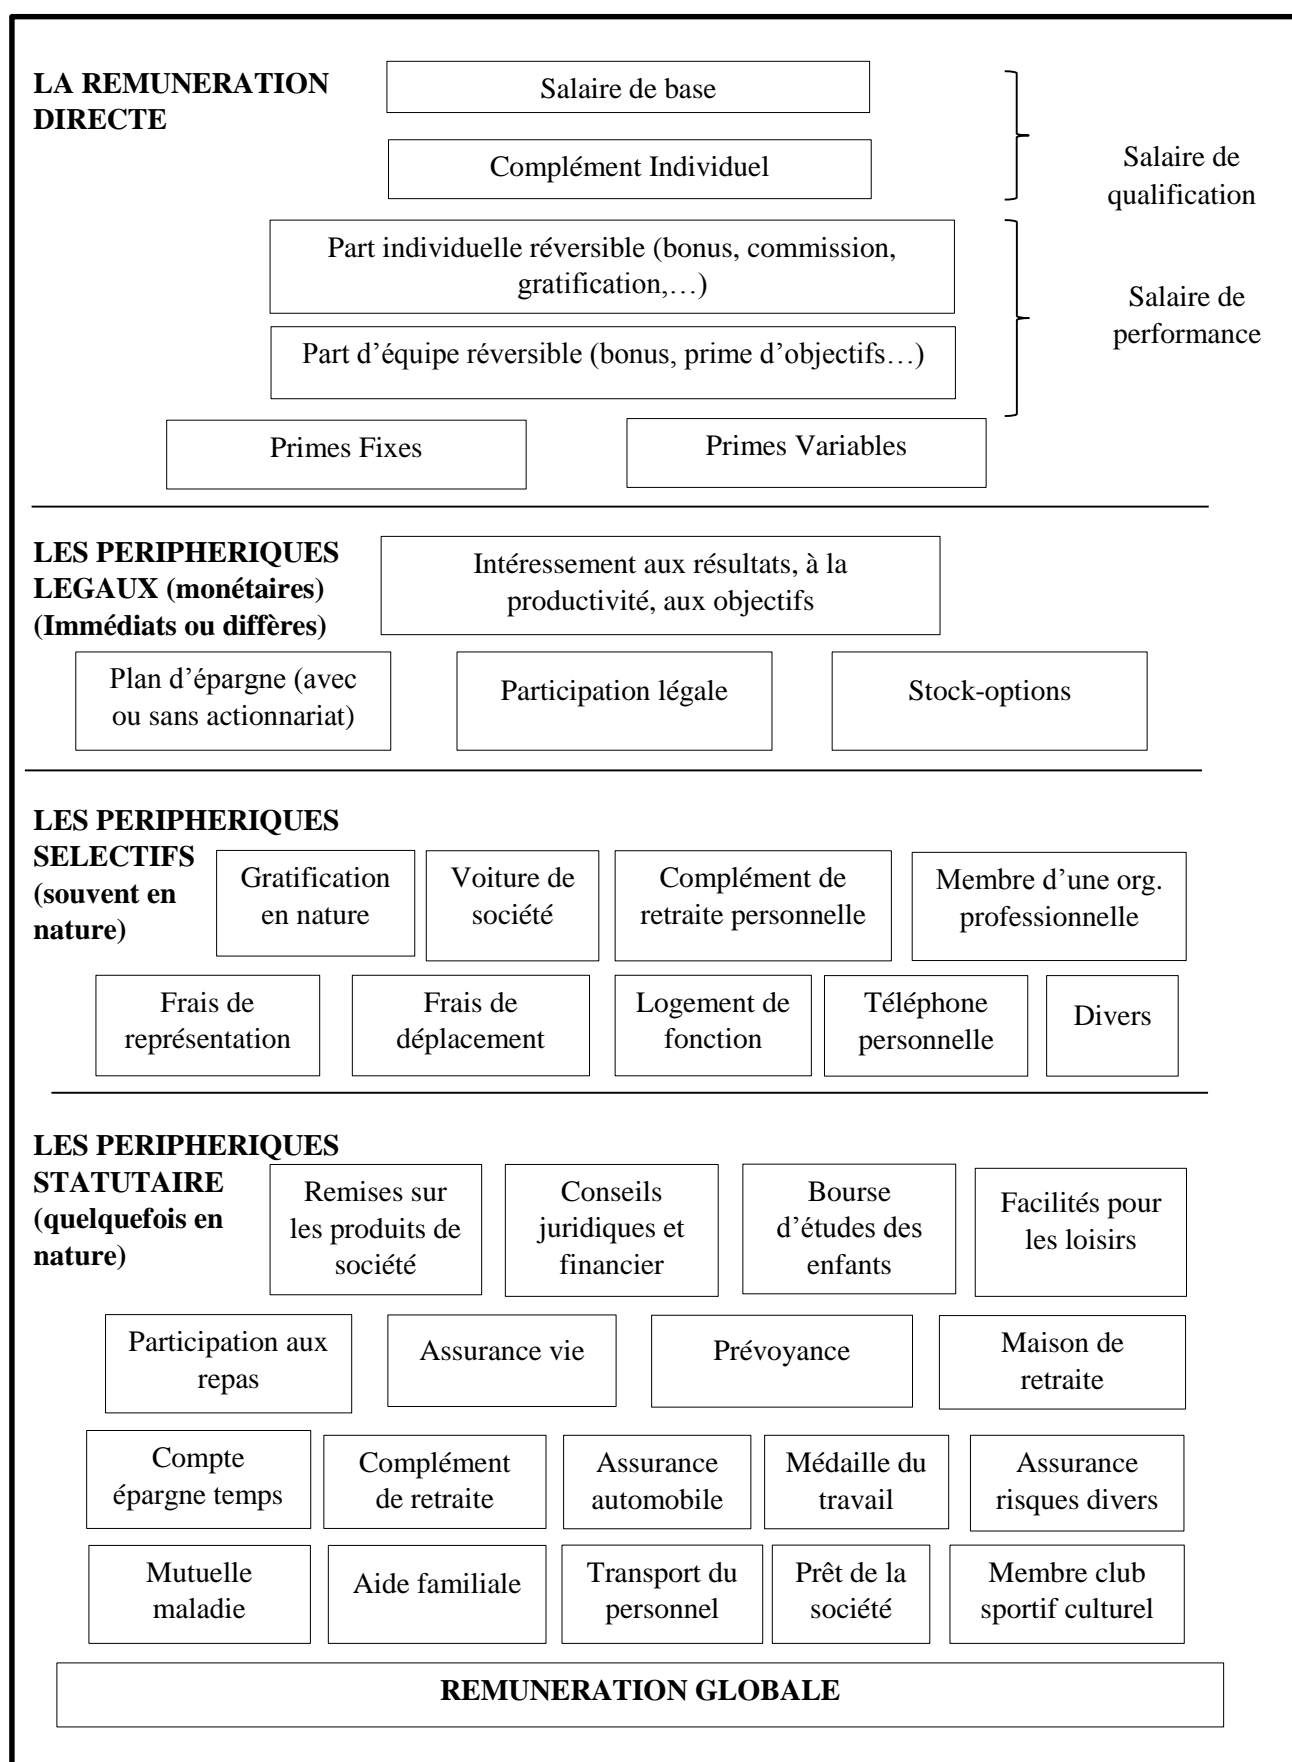 LA REMUNERATION
DIRECTE
Salaire de base
Complément Individuel
Salaire de
qualification
Part individuelle réversible (bonus, commission,
gratification,…)
Part d’équipe réversible (bonus, prime d’objectifs…)
Salaire de
performance
Primes Fixes
Primes Variables
LES PERIPHERIQUES
LEGAUX (monétaires)
(Immédiats ou diffères)
Intéressement aux résultats, à la
productivité, aux objectifs
Plan d’épargne (avec
ou sans actionnariat)
Participation légale
Stock-options
LES PERIPHERIQUES
SELECTIFS
(souvent en
nature)
Gratification
en nature
Voiture de
société
Complément de
retraite personnelle
Membre d’une org.
professionnelle
Frais de
représentation
Frais de
déplacement
Logement de
fonction
Téléphone
personnelle
Divers
LES PERIPHERIQUES
STATUTAIRE
(quelquefois en
nature)
Remises sur
les produits de
société
Conseils
juridiques et
financier
Bourse
d’études des
enfants
Facilités pour
les loisirs
Participation aux
repas
Assurance vie
Prévoyance
Maison de
retraite
Compte
épargne temps
Complément
de retraite
Assurance
automobile
Médaille du
travail
Assurance
risques divers
Mutuelle
maladie
Aide familiale
Transport du
personnel
Prêt de la
société
Membre club
sportif culturel
REMUNERATION GLOBALE